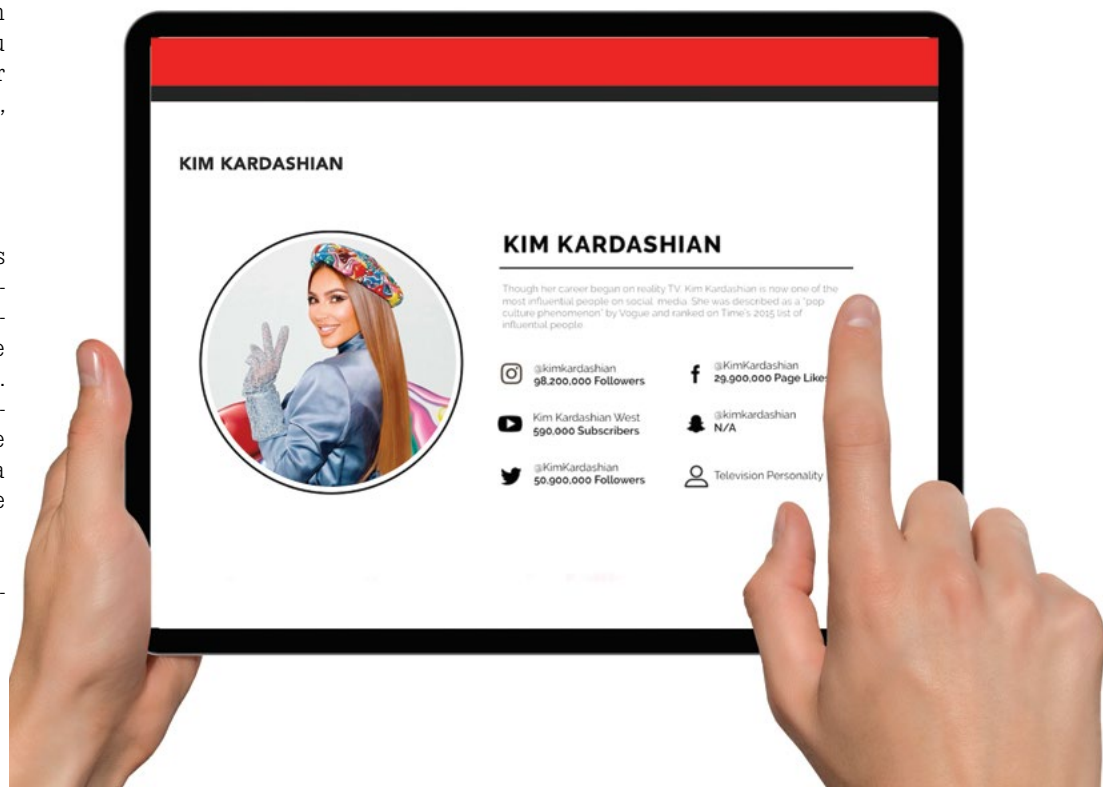 KIM KARDASHIAN
KIM KARDASHIAN
Though her career began on reality TV. Kim Kardashian is now one of the
most influential people on social media. She was described as a "pop
culture phenomenon" by Vogue and ranked on Time's 2015 list of
influential people.
@kimkardashian
98,200,000 Followers
@KimKardashian
29,900,000 Page Likes
Kim Kardashian West
590,000 Subscribers
@kimkardashian
N/A
@KimKardashian
50,900,000 Followers
Television Personality